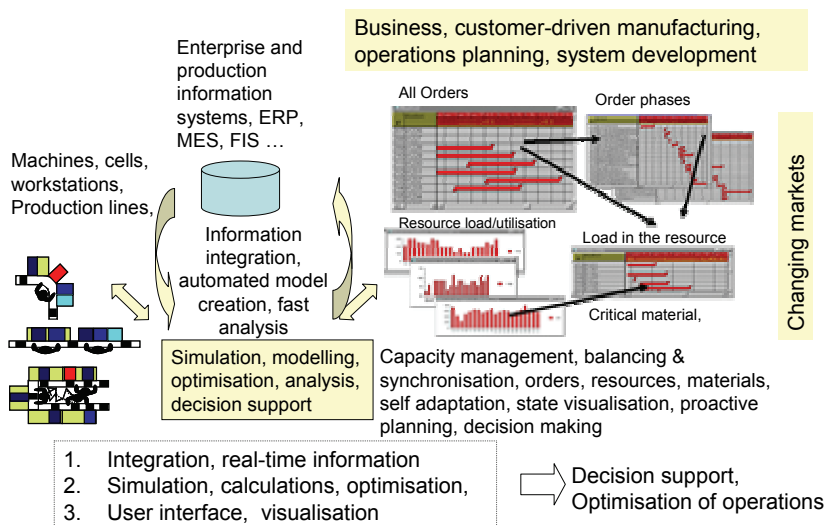 Business, customer-driven manufacturing,
operations planning, system development
Enterprise and
production
information
systems, ERP,
MES, FIS …
Machines, cells,
workstations,
Production lines,
Information
integration,
automated model
creation, fast
analysis
Simulation, modelling,
optimisation, analysis,
decision support
All Orders
Order phases
Resource load/utilisation
Load in the resource
Critical material,
Changing markets
Capacity management, balancing &
synchronisation, orders, resources, materials,
self adaptation, state visualisation, proactive
planning, decision making
1. Integration, real-time information
2. Simulation, calculations, optimisation,
3. User interface, visualisation
Decision support,
Optimisation of operations